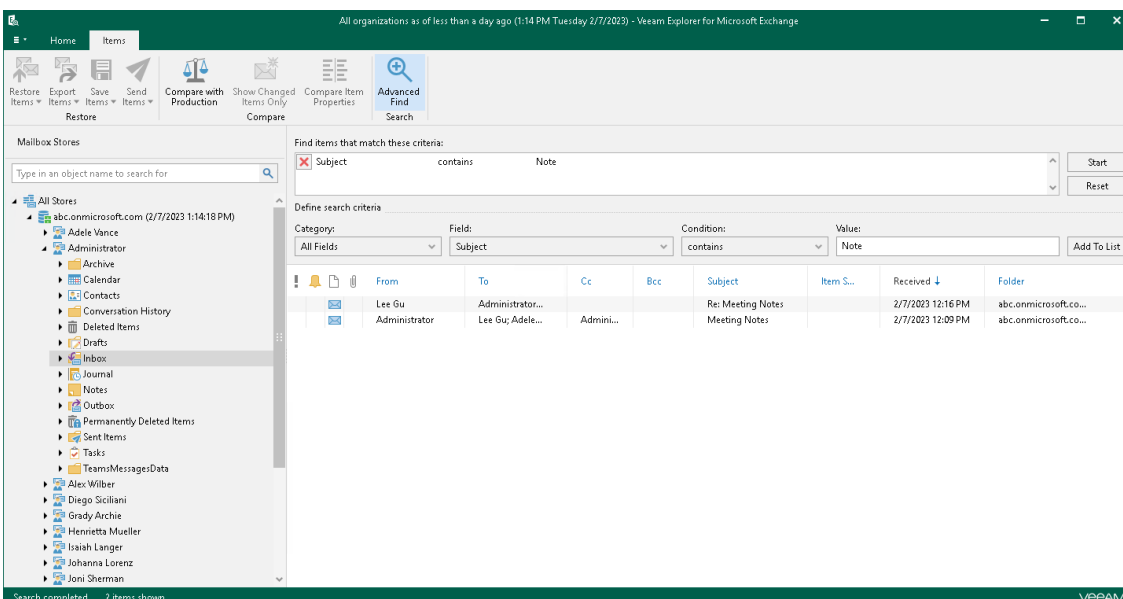 All organizations as of less than a day ago (1:14 PM Tuesday 2/7/2023) - Veeam Explorer for Microsoft Exchange
Home Items
Restore Items Export Items Save Items Send Items Compare with Production Show Changed Items Only Compare Item Properties Advanced Find
Restore Compare Search
Mailbox Stores
Type in an object name to search for
All Stores
abc.onmicrosoft.com (2/7/2023 1:14:18 PM)
Adele Vance
Administrator
Archive
Calendar
Contacts
Conversation History
Deleted Items
Drafts
Inbox
Journal
Notes
Outbox
Permanently Deleted Items
Sent Items
Tasks
TeamsMessagesData
Alex Wilber
Diego Siciliani
Grady Archie
Henrietta Mueller
Isaiah Langer
Johanna Lorenz
Joni Sherman
Find items that match these criteria:
Subject contains Note
Start
Reset
Define search criteria
Category: Field: Condition: Value:
All Fields Subject contains Note Add To List
From To Cc Bcc Subject Item S... Received Folder
Lee Gu Administrator... Re: Meeting Notes 2/7/2023 12:16 PM abc.onmicrosoft.co...
Administrator Lee Gu; Adele... Admini... Meeting Notes 2/7/2023 12:09 PM abc.onmicrosoft.co...
Search completed 2 items shown VEEAM